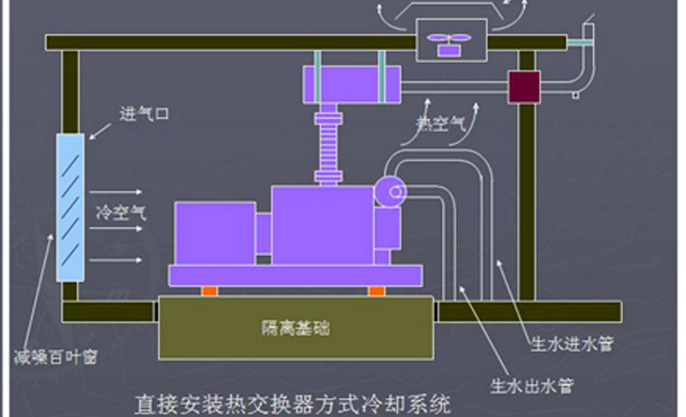 进气口
热空气
冷空气
隔离基础
生水进水管
减噪百叶窗
生水出水管
直接安装热交换器方式冷却系统